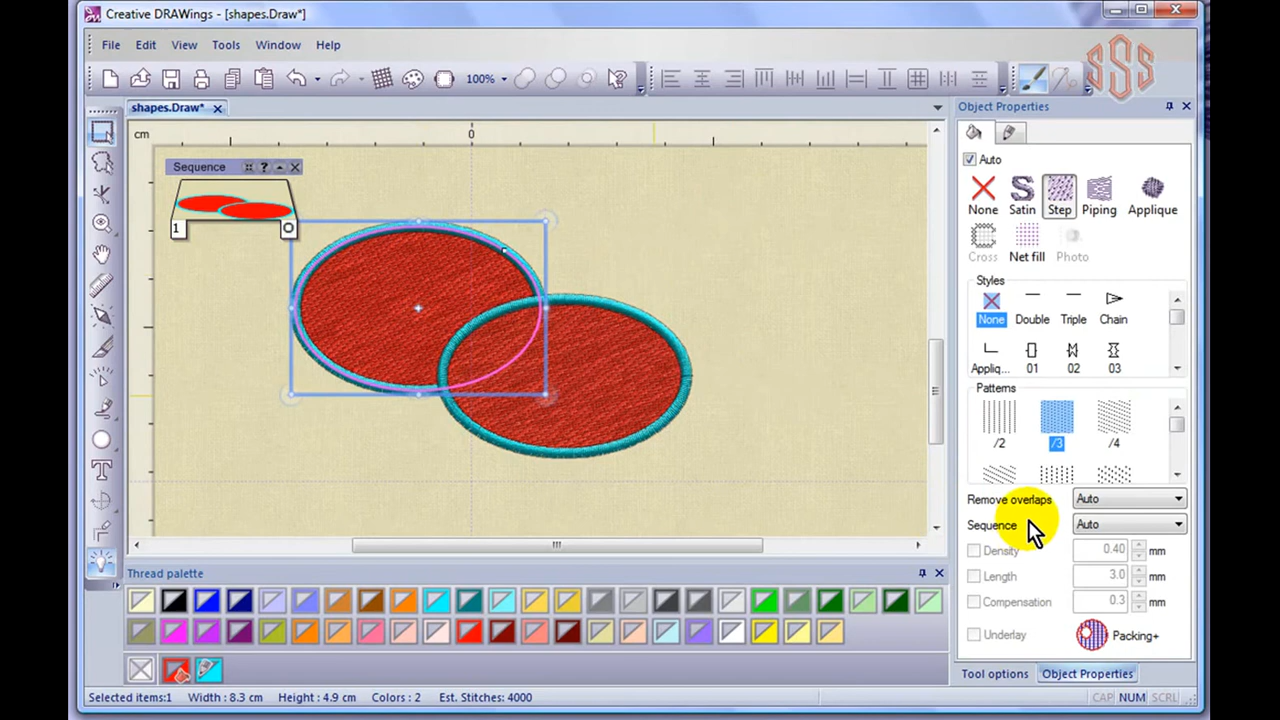 Creative DRAWings - [shapes.Draw*]
File Edit View Tools Window Help
SSS
100%
shapes.Draw*
Object Properties
cm
0
Auto
Sequence
1
None Satin Step Piping Applique
Cross Net fill Photo
Styles
None Double Triple Chain
Appliq... 01 02 03
Patterns
/2 /3 /4
Remove overlaps Auto
Sequence Auto
Density 0.40 mm
Length 3.0 mm
Compensation 0.3 mm
Underlay Packing+
Thread palette
Tool options Object Properties
Selected items:1 Width : 8.3 cm Height : 4.9 cm Colors : 2 Est. Stitches: 4000
CAP NUM SCRL